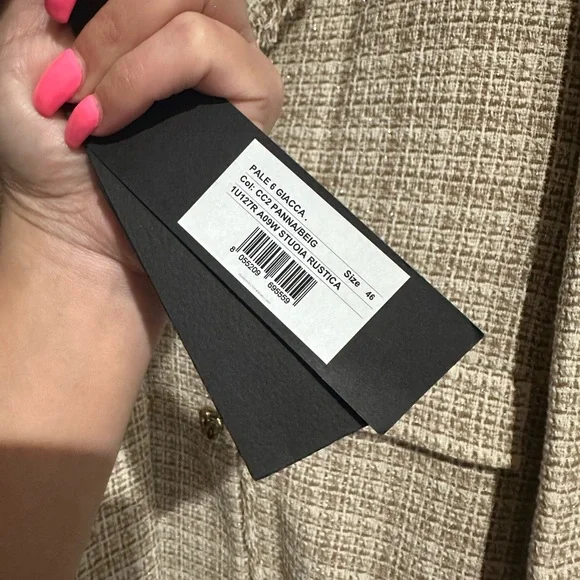 PALE 6 GIACCA .
Col: CC2 PANNA/BEIG
Size 46
1U127R A09W STUOIA RUSTICA
8 055209 695559